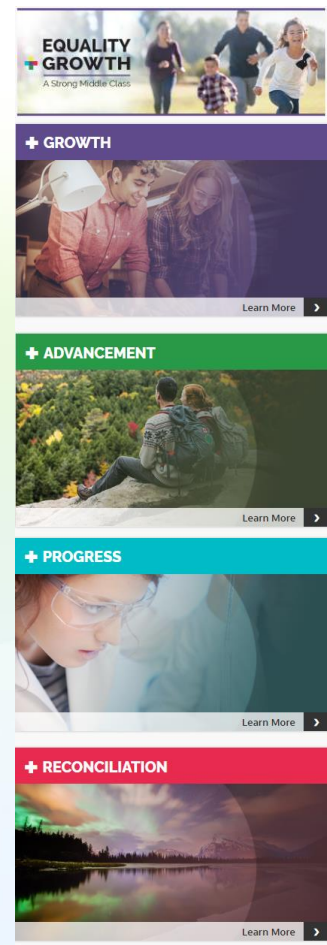 EQUALITY
+ GROWTH
A Strong Middle Class
+ GROWTH
Learn More >
+ ADVANCEMENT
Learn More >
+ PROGRESS
Learn More >
+ RECONCILIATION
Learn More >